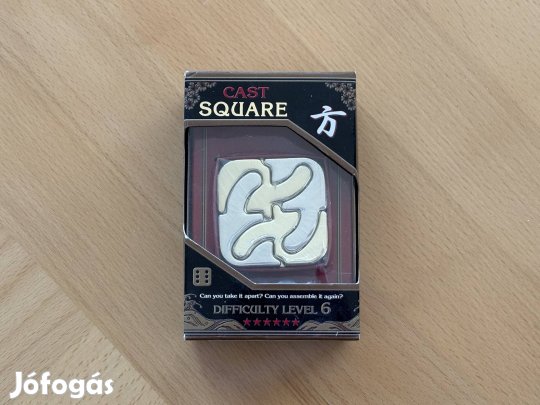 CAST
SQUARE
方
Can you take it apart? Can you assemble it again?
DIFFICULTY LEVEL 6
★★★★★★
Jófogás